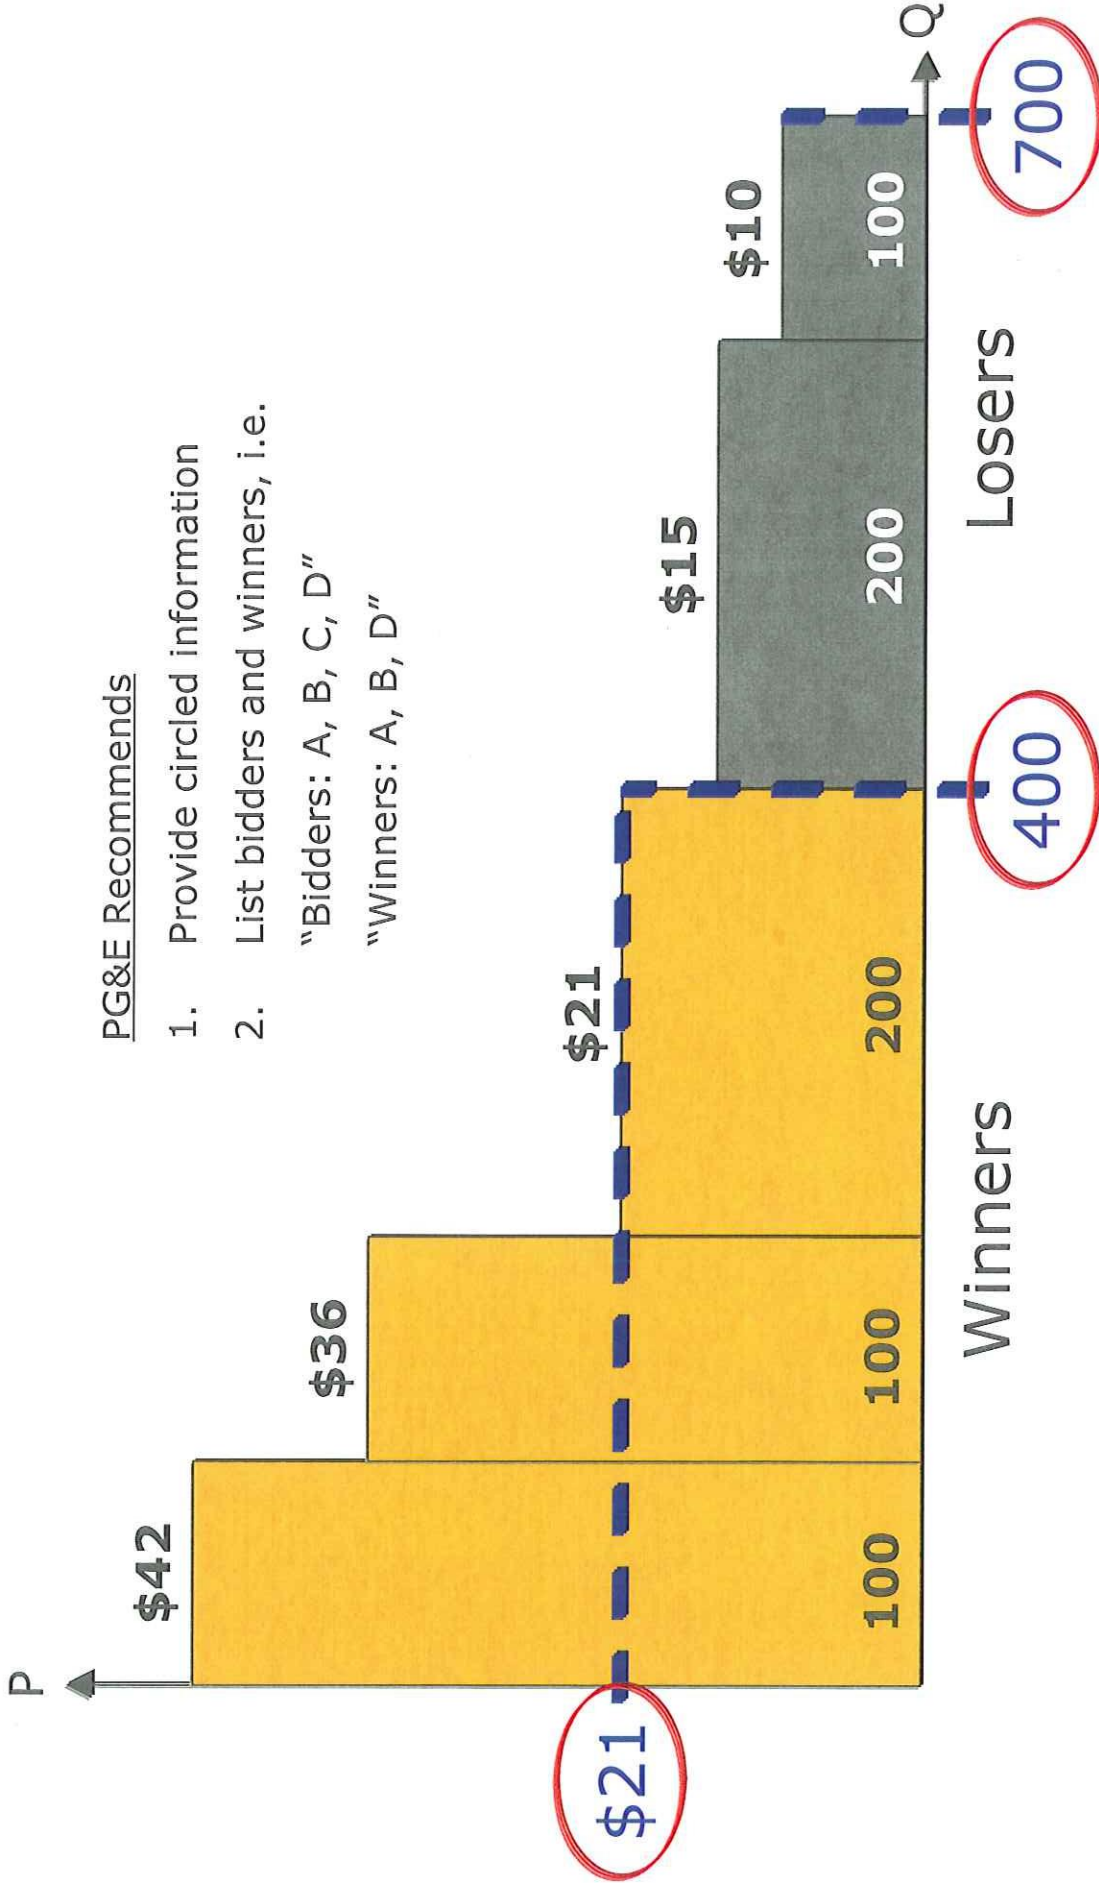 PG&E Recommends
1. Provide circled information
2. List bidders and winners, i.e.
“Bidders: A, B, C, D”
“Winners: A, B, D”
P
$42
$36
$21
$15
$10
$21
100
100
200
200
100
Q
400
700
Winners
Losers